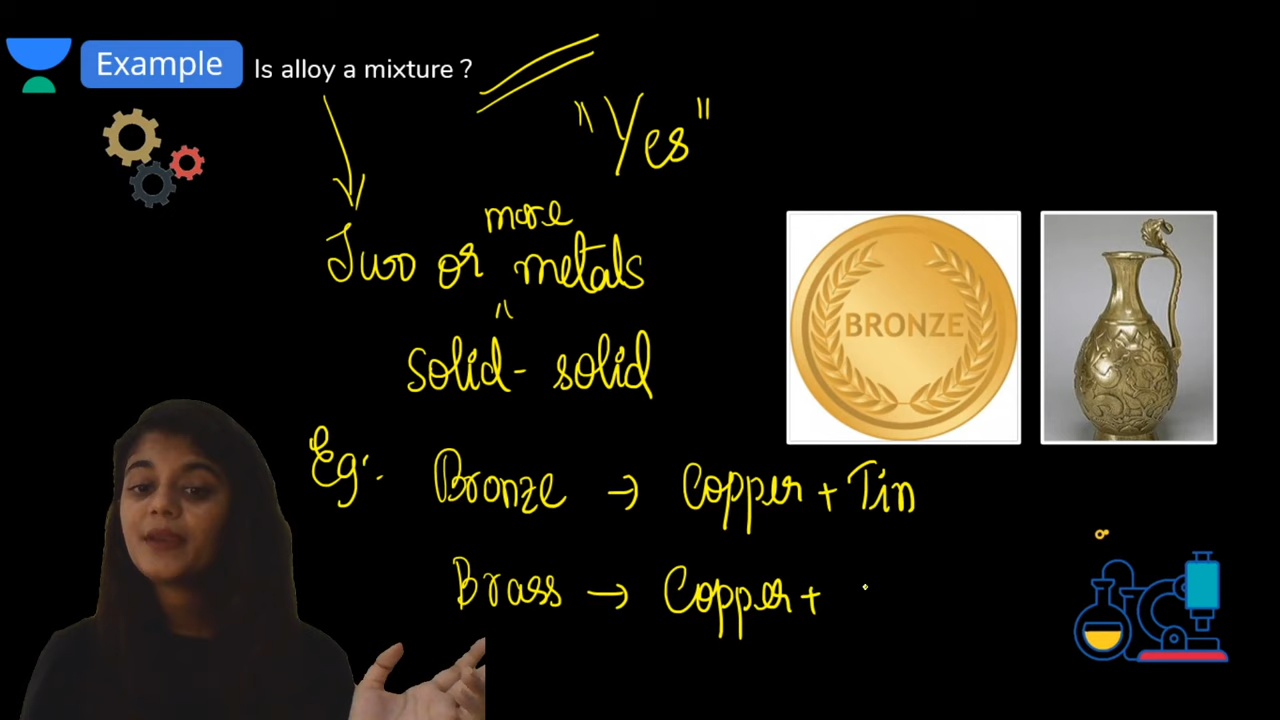 Example Is alloy a mixture ?
"Yes"
more
Two or metals
"
solid - solid
BRONZE
Eg:- Bronze → Copper + Tin
Brass → Copper +